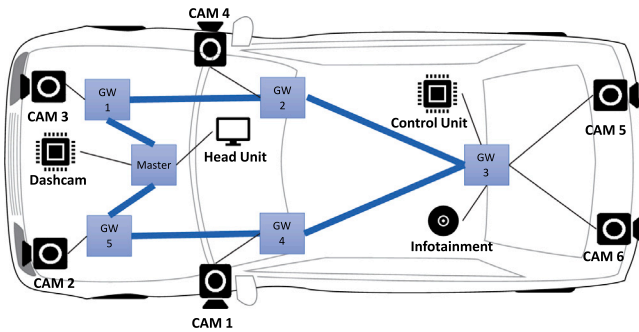 CAM 4
CAM 3
GW
1
GW
2
Control Unit
CAM 5
Head Unit
Dashcam
Master
GW
3
GW
5
GW
4
Infotainment
CAM 2
CAM 1
CAM 6